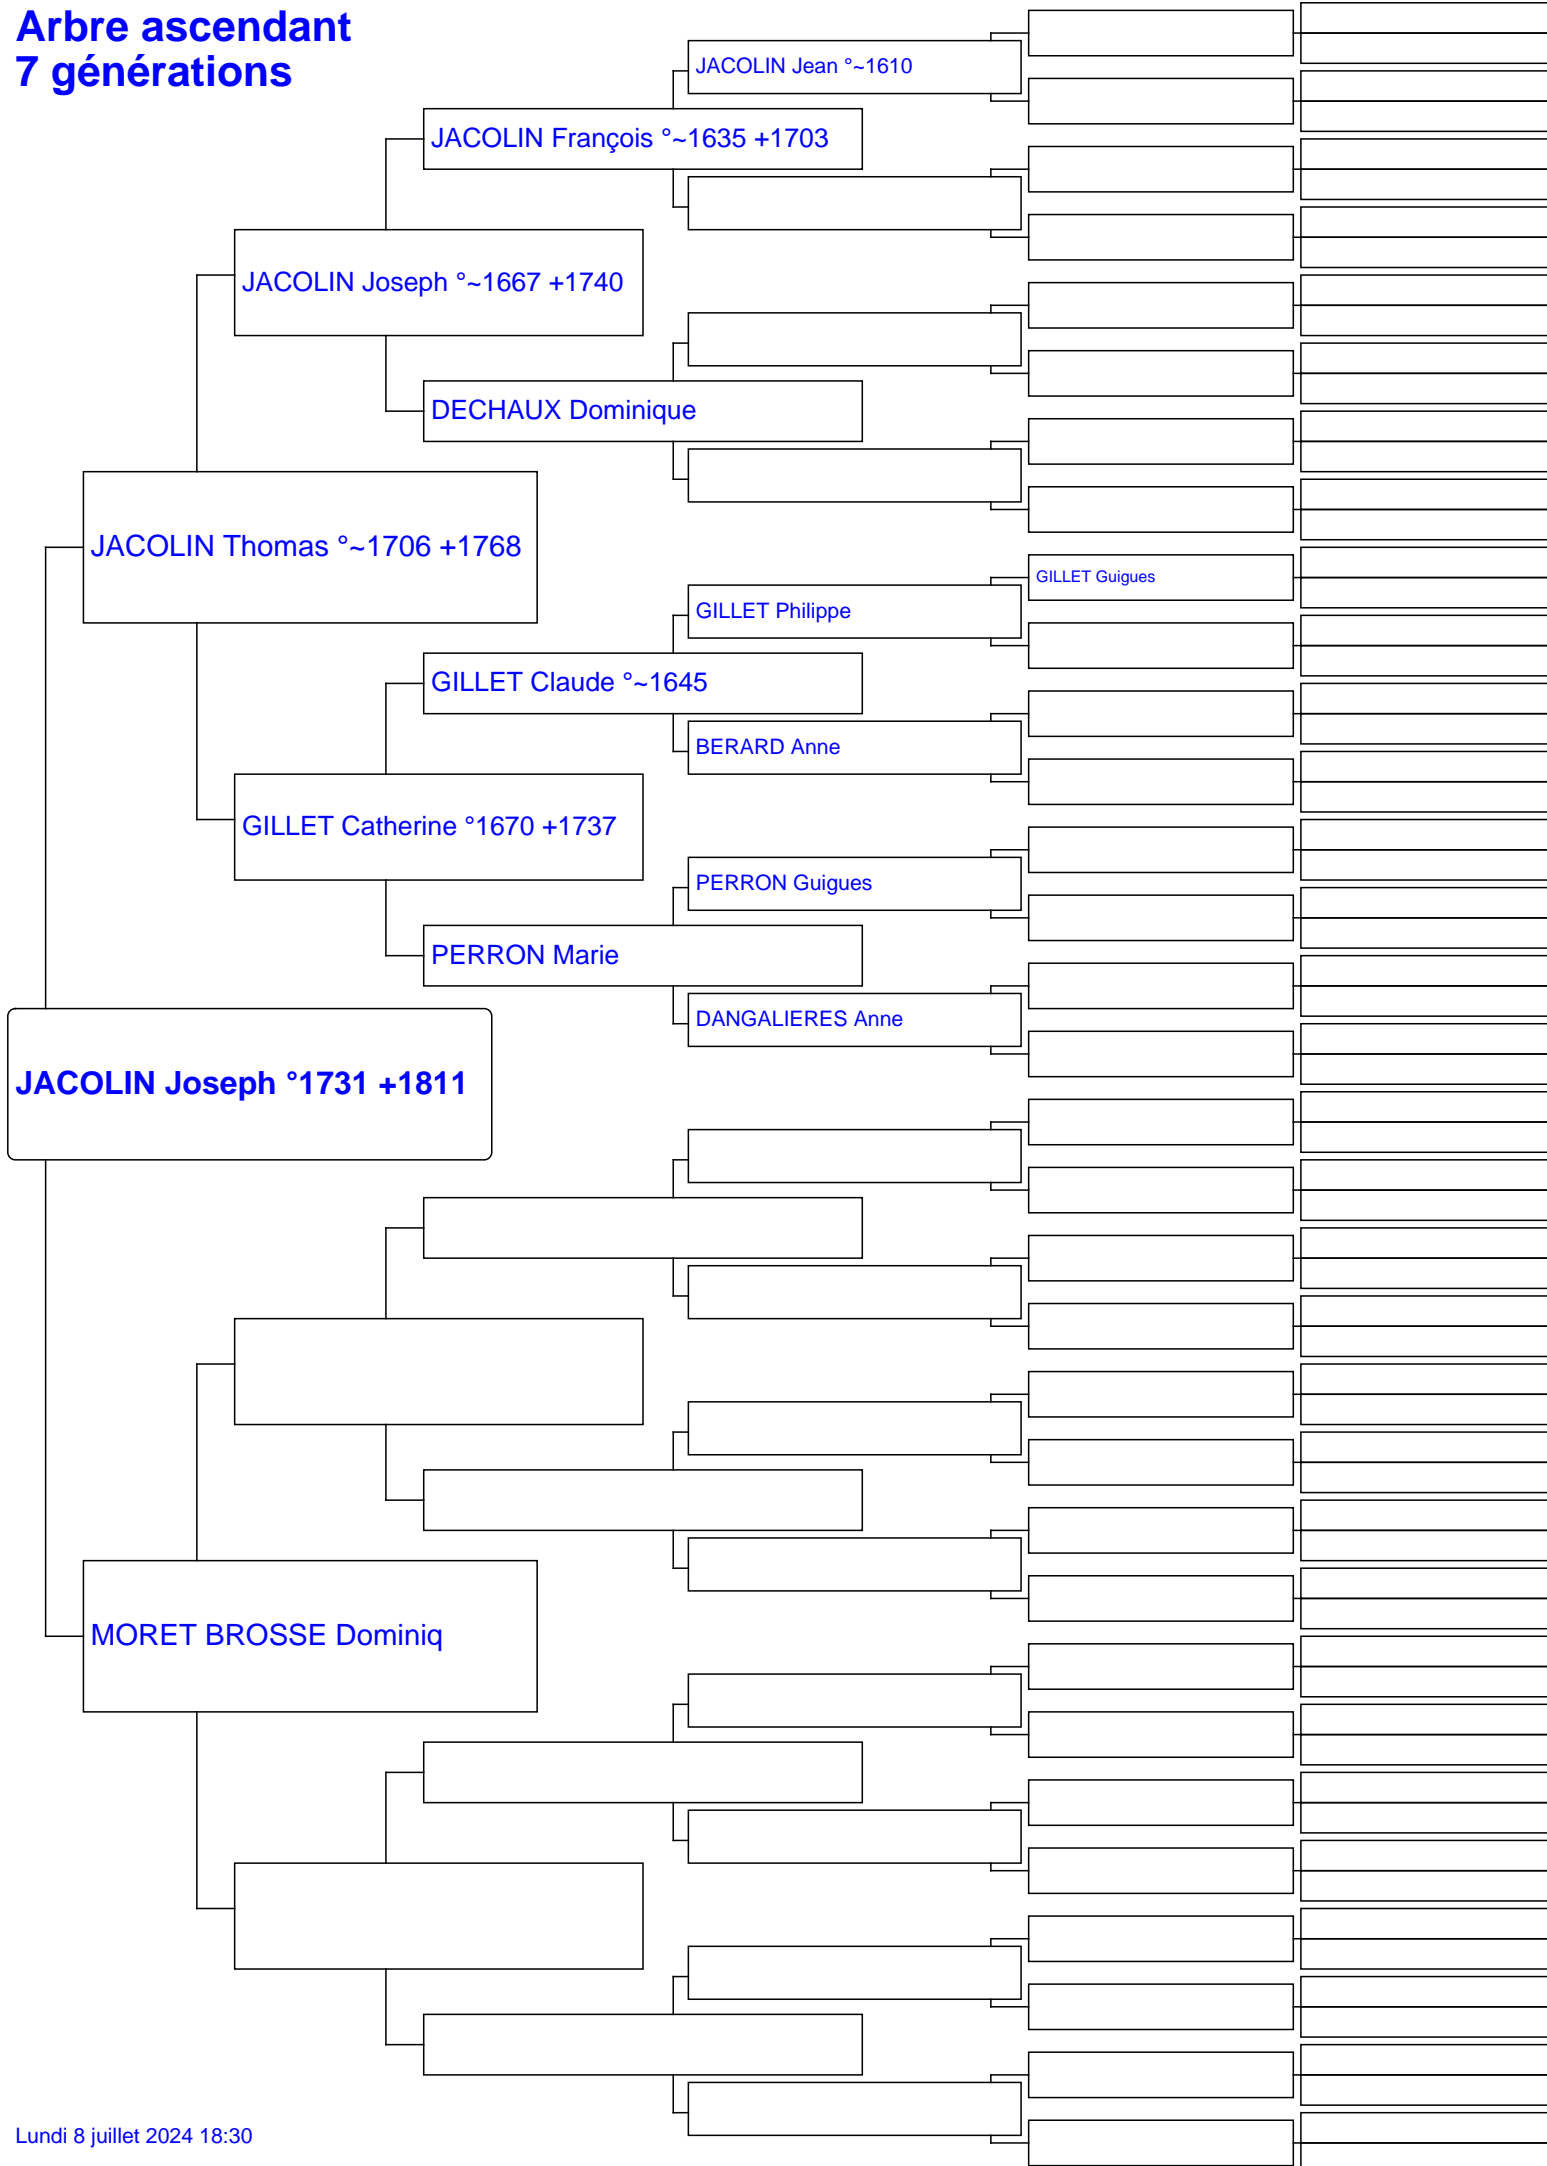 Arbre ascendant
7 générations
JACOLIN Jean °~1610
JACOLIN François °~1635 +1703
JACOLIN Joseph °~1667 +1740
DECHAUX Dominique
JACOLIN Thomas °~1706 +1768
GILLET Guigues
GILLET Philippe
GILLET Claude °~1645
BERARD Anne
GILLET Catherine °1670 +1737
PERRON Guigues
PERRON Marie
DANGALIERES Anne
JACOLIN Joseph °1731 +1811
MORET BROSSE Dominiq
Lundi 8 juillet 2024 18:30